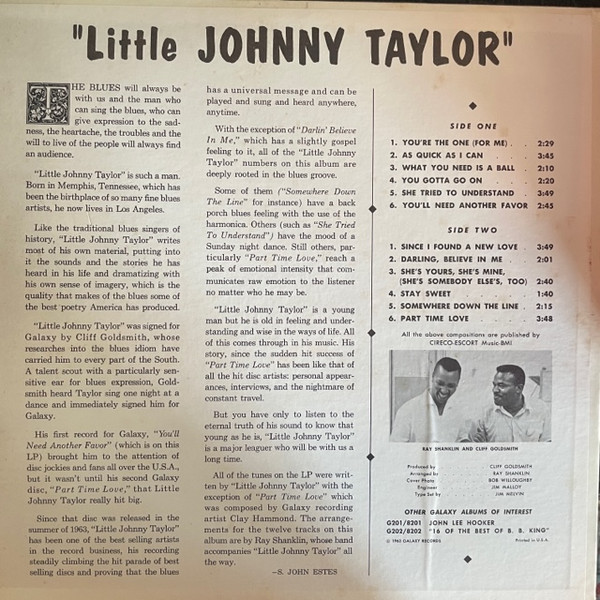 "Little JOHNNY TAYLOR"
THE BLUES will always be
with us and the man who
can sing the blues, who can
give expression to the sad-
ness, the heartache, the troubles and the
will to live of the people will always find
an audience.
"Little Johnny Taylor" is such a man.
Born in Memphis, Tennessee, which has
been the birthplace of so many fine blues
artists, he now lives in Los Angeles.
Like the traditional blues singers of
history, "Little Johnny Taylor" writes
most of his own material, putting into
it the sounds and the stories he has
heard in his life and dramatizing with
his own sense of imagery, which is the
quality that makes of the blues some of
the best poetry America has produced.
"Little Johnny Taylor" was signed for
Galaxy by Cliff Goldsmith, whose
researches into the blues idiom have
carried him to every part of the South.
A talent scout with a particularly sen-
sitive ear for blues expression, Gold-
smith heard Taylor sing one night at a
dance and immediately signed him for
Galaxy.
His first record for Galaxy, "You'll
Need Another Favor" (which is on this
LP) brought him to the attention of
disc jockies and fans all over the U.S.A.,
but it wasn't until his second Galaxy
disc, "Part Time Love," that Little
Johnny Taylor really hit big.
Since that disc was released in the
summer of 1963, "Little Johnny Taylor"
has been one of the best selling artists
in the record business, his recording
steadily climbing the hit parade of best
selling discs and proving that the blues
has a universal message and can be
played and sung and heard anywhere,
anytime.
With the exception of "Darlin' Believe
In Me," which has a slightly gospel
feeling to it, all of the "Little Johnny
Taylor" numbers on this album are
deeply rooted in the blues groove.
Some of them ("Somewhere Down
The Line" for instance) have a back
porch blues feeling with the use of the
harmonica. Others (such as "She Tried
To Understand") have the mood of a
Sunday night dance. Still others, par-
ticularly "Part Time Love," reach a
peak of emotional intensity that com-
municates raw emotion to the listener
no matter who he may be.
"Little Johnny Taylor" is a young
man but he is old in feeling and under-
standing and wise in the ways of life. All
of this comes through in his music. His
story, since the sudden hit success of
"Part Time Love" has been like that of
all the hit disc artists: personal appear-
ances, interviews, and the nightmare of
constant travel.
But you have only to listen to the
eternal truth of his sound to know that
young as he is, "Little Johnny Taylor"
is a major leaguer who will be with us a
long time.
All of the tunes on the LP were writ-
ten by "Little Johnny Taylor" with the
exception of "Part Time Love" which
was composed by Galaxy recording
artist Clay Hammond. The arrange-
ments for the twelve tracks on this
album are by Ray Shanklin, whose band
accompanies "Little Johnny Taylor" all
the way.
—S. JOHN ESTES
SIDE ONE
1. YOU'RE THE ONE (FOR ME) . . 2:29
2. AS QUICK AS I CAN . . 3:45
3. WHAT YOU NEED IS A BALL . 2:10
4. YOU GOTTA GO ON . . 2:20
5. SHE TRIED TO UNDERSTAND . 3:49
6. YOU'LL NEED ANOTHER FAVOR 2:45
SIDE TWO
1. SINCE I FOUND A NEW LOVE . 3:49
2. DARLING, BELIEVE IN ME . . 2:01
3. SHE'S YOURS, SHE'S MINE,
(SHE'S SOMEBODY ELSE'S, TOO) 2:40
4. STAY SWEET . . 1:40
5. SOMEWHERE DOWN THE LINE . 2:15
6. PART TIME LOVE . . 3:48
All the above compositions are published by
CIRECO-ESCORT Music-BMI
RAY SHANKLIN AND CLIFF GOLDSMITH
Produced by CLIFF GOLDSMITH
Arranged by RAY SHANKLIN
Cover Photo BOB WILLOUGHBY
Engineer JIM MALLOY
Type Set by JIM MELVIN
OTHER GALAXY ALBUMS OF INTEREST
G201/8201 JOHN LEE HOOKER
G202/8202 "16 OF THE BEST OF B. B. KING"
© 1963 GALAXY RECORDS Printed in U.S.A.